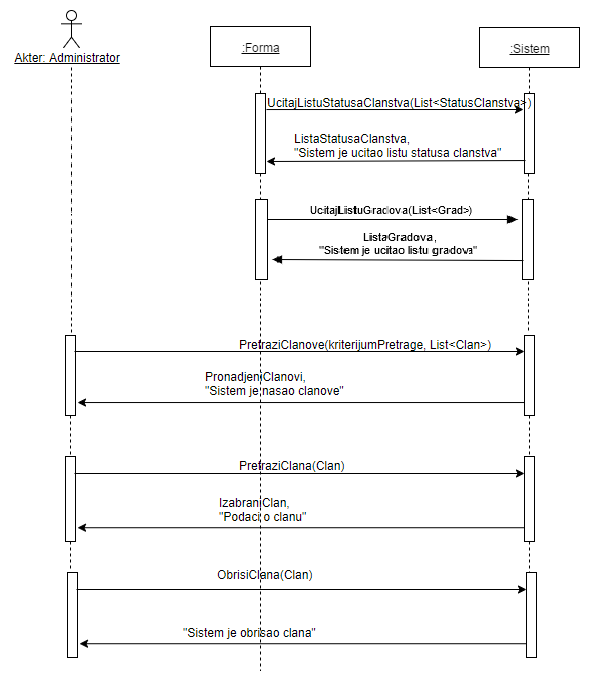 Akter: Administrator
:Forma
:Sistem
UcitajListuStatusaClanstva(List<StatusClanstva>)
ListaStatusaClanstva,
"Sistem je ucitao listu statusa clanstva"
UcitajListuGradova(List<Grad>)
ListaGradova,
"Sistem je ucitao listu gradova"
PretraziClanove(kriterijumPretrage, List<Clan>)
PronadjeniClanovi,
"Sistem je nasao clanove"
PretraziClana(Clan)
IzabraniClan,
"Podaci o clanu"
ObrisiClana(Clan)
"Sistem je obrisao clana"